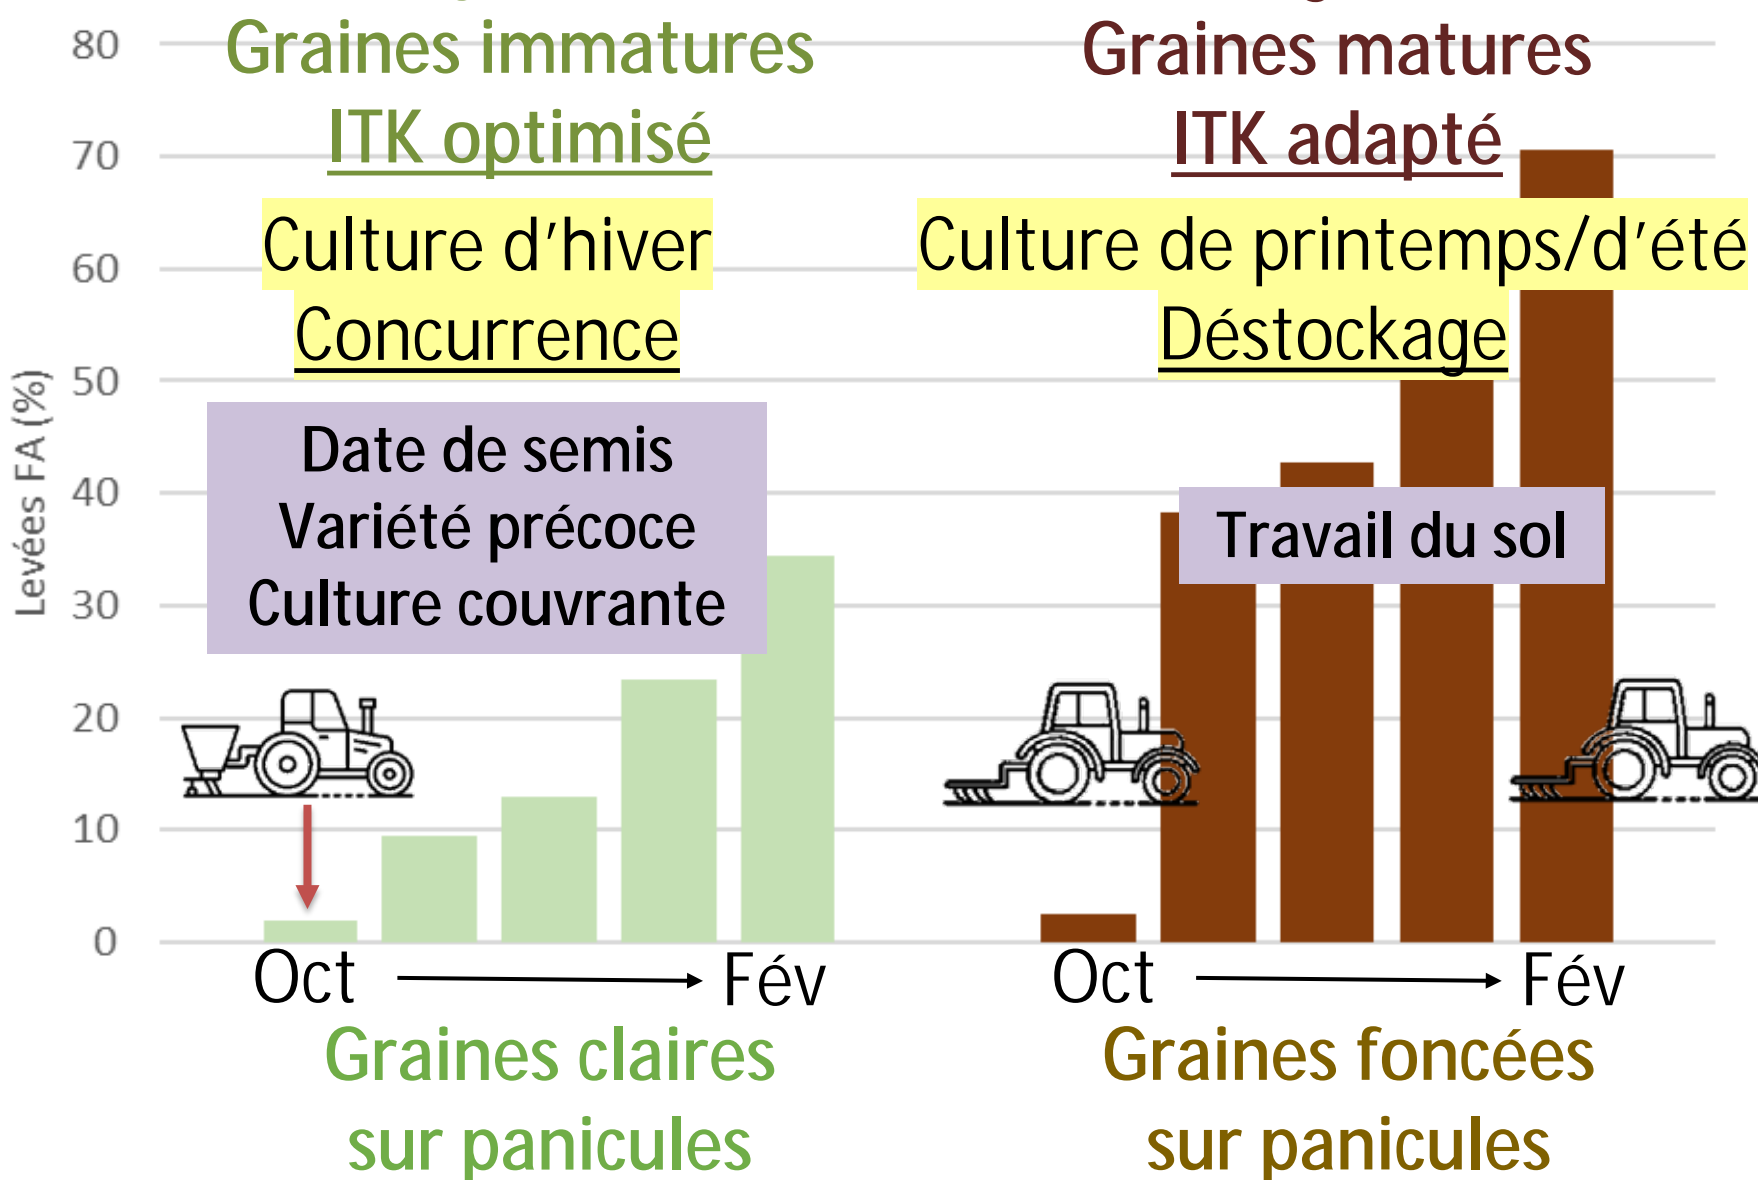 Graines immatures
ITK optimisé
Culture d'hiver
Concurrence
Date de semis
Variété précoce
Culture couvrante
Graines matures
ITK adapté
Culture de printemps/d'été
Déstockage
Travail du sol
Levées FA (%)
80
70
60
50
40
30
20
10
0
Oct
Fév
Oct
Fév
Graines claires
sur panicules
Graines foncées
sur panicules